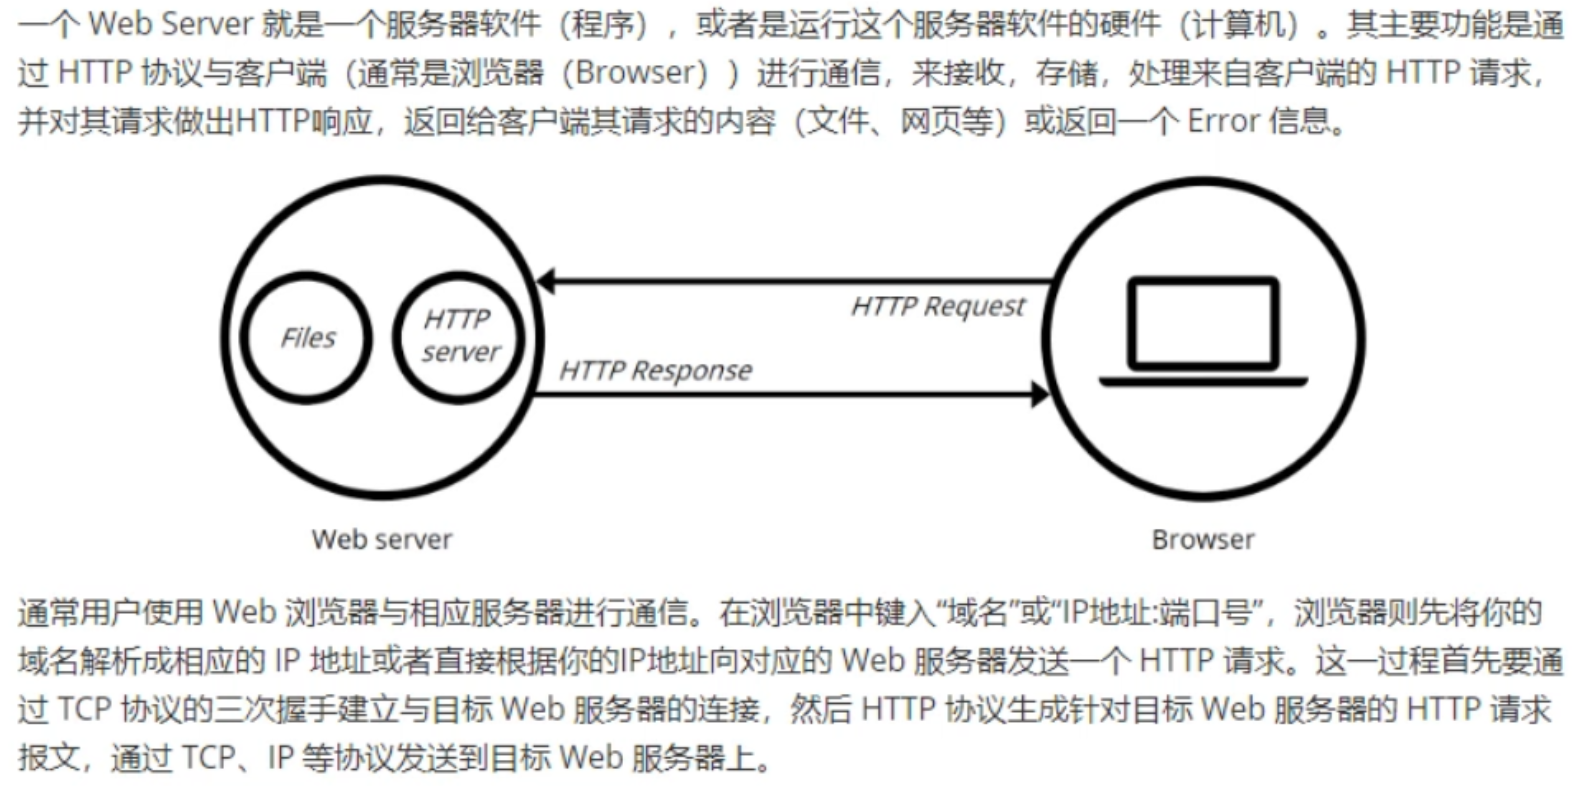 一个 Web Server 就是一个服务器软件（程序），或者是运行这个服务器软件的硬件（计算机）。其主要功能是通
过 HTTP 协议与客户端（通常是浏览器（Browser））进行通信，来接收，存储，处理来自客户端的 HTTP 请求，
并对其请求做出HTTP响应，返回给客户端其请求的内容（文件、网页等）或返回一个 Error 信息。
Files
HTTP
server
HTTP Request
HTTP Response
Web server
Browser
通常用户使用 Web 浏览器与相应服务器进行通信。在浏览器中键入“域名”或“IP地址:端口号”，浏览器则先将你的
域名解析成相应的 IP 地址或者直接根据你的IP地址向对应的 Web 服务器发送一个 HTTP 请求。这一过程首先要通
过 TCP 协议的三次握手建立与目标 Web 服务器的连接，然后 HTTP 协议生成针对目标 Web 服务器的 HTTP 请求
报文，通过 TCP、IP 等协议发送到目标 Web 服务器上。